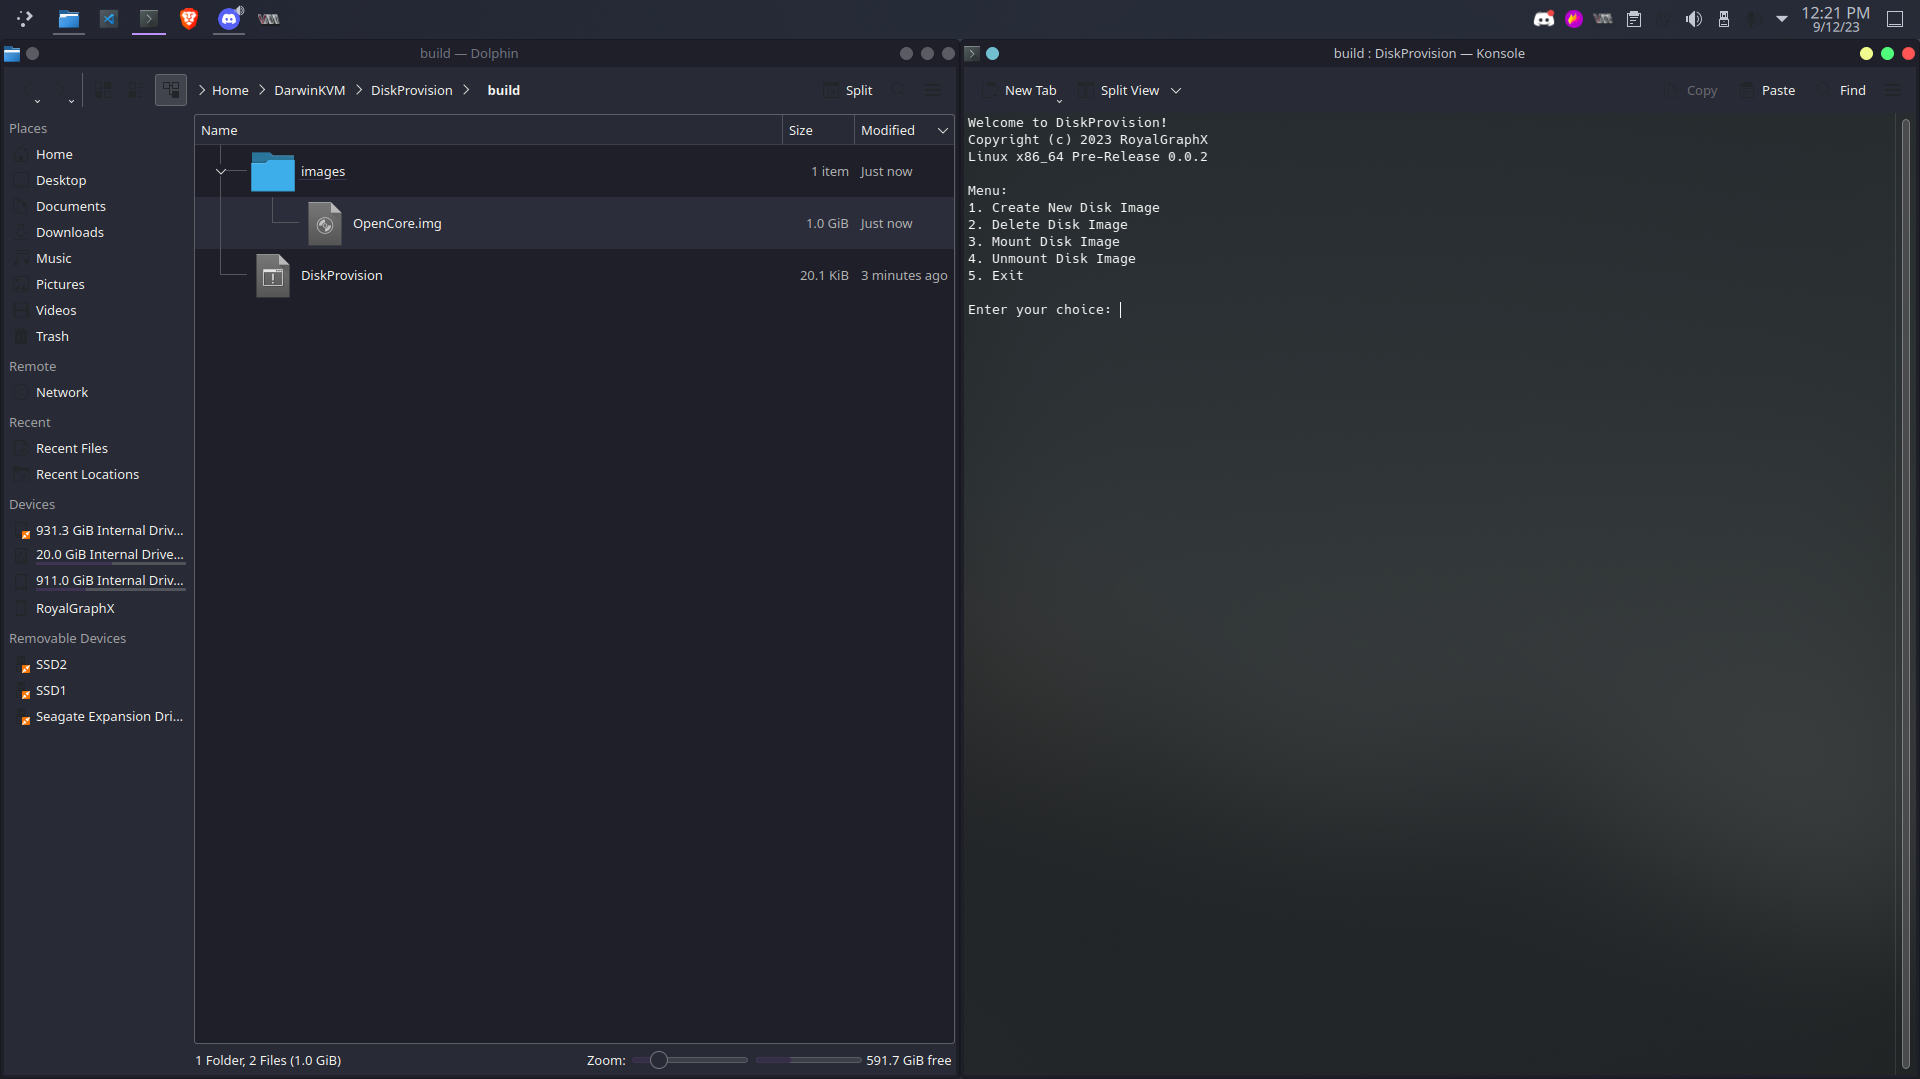 12:21 PM
9/12/23
build — Dolphin
Home DarwinKVM DiskProvision build
Split
Places
Home
Desktop
Documents
Downloads
Music
Pictures
Videos
Trash
Remote
Network
Recent
Recent Files
Recent Locations
Devices
931.3 GiB Internal Driv...
20.0 GiB Internal Drive...
911.0 GiB Internal Driv...
RoyalGraphX
Removable Devices
SSD2
SSD1
Seagate Expansion Dri...
Name Size Modified
images 1 item Just now
OpenCore.img 1.0 GiB Just now
DiskProvision 20.1 KiB 3 minutes ago
1 Folder, 2 Files (1.0 GiB) Zoom: 591.7 GiB free
build : DiskProvision — Konsole
New Tab Split View Copy Paste Find
Welcome to DiskProvision!
Copyright (c) 2023 RoyalGraphX
Linux x86_64 Pre-Release 0.0.2
Menu:
1. Create New Disk Image
2. Delete Disk Image
3. Mount Disk Image
4. Unmount Disk Image
5. Exit
Enter your choice: